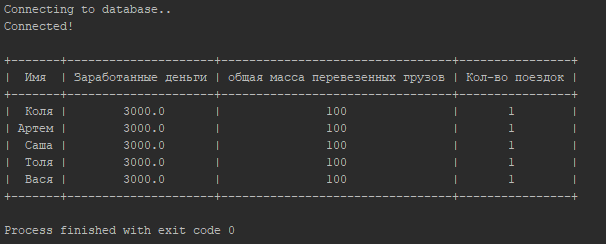 Connecting to database..
Connected!
+-------+---------------------+---------------------------------+----------------+
|  Имя  | Заработанные деньги | общая масса перевезенных грузов | Кол-во поездок |
+-------+---------------------+---------------------------------+----------------+
|  Коля |        3000.0       |               100               |       1        |
| Артем |        3000.0       |               100               |       1        |
|  Саша |        3000.0       |               100               |       1        |
|  Толя |        3000.0       |               100               |       1        |
|  Вася |        3000.0       |               100               |       1        |
+-------+---------------------+---------------------------------+----------------+
Process finished with exit code 0